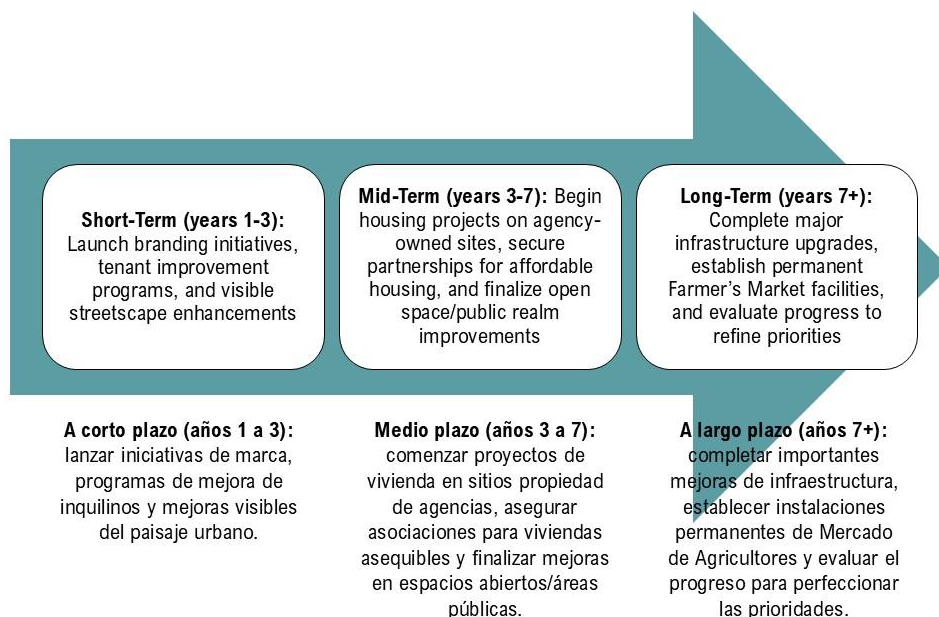 Short-Term (years 1-3):
Launch branding initiatives,
tenant improvement
programs, and visible
streetscape enhancements
Mid-Term (years 3-7): Begin
housing projects on agency-
owned sites, secure
partnerships for affordable
housing, and finalize open
space/public realm
improvements
Long-Term (years 7+):
Complete major
infrastructure upgrades,
establish permanent
Farmer’s Market facilities,
and evaluate progress to
refine priorities
A corto plazo (años 1 a 3):
lanzar iniciativas de marca,
programas de mejora de
inquilinos y mejoras visibles
del paisaje urbano.
Medio plazo (años 3 a 7):
comenzar proyectos de
vivienda en sitios propiedad
de agencias, asegurar
asociaciones para viviendas
asequibles y finalizar mejoras
en espacios abiertos/áreas
públicas.
A largo plazo (años 7+):
completar importantes
mejoras de infraestructura,
establecer instalaciones
permanentes de Mercado
de Agricultores y evaluar el
progreso para perfeccionar
las prioridades.